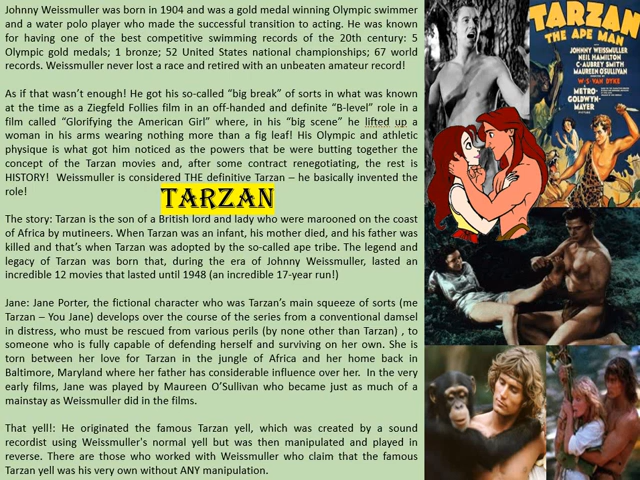 Johnny Weissmuller was born in 1904 and was a gold medal winning Olympic swimmer
and a water polo player who made the successful transition to acting. He was known
for having one of the best competitive swimming records of the 20th century: 5
Olympic gold medals; 1 bronze; 52 United States national championships; 67 world
records. Weissmuller never lost a race and retired with an unbeaten amateur record!
As if that wasn't enough! He got his so-called “big break” of sorts in what was known
at the time as a Ziegfeld Follies film in an off-handed and definite “B-level” role in a
film called “Glorifying the American Girl” where, in his “big scene” he lifted up a
woman in his arms wearing nothing more than a fig leaf! His Olympic and athletic
physique is what got him noticed as the powers that be were butting together the
concept of the Tarzan movies and, after some contract renegotiating, the rest is
HISTORY! Weissmuller is considered THE definitive Tarzan – he basically invented the
role!
TARZAN
The story: Tarzan is the son of a British lord and lady who were marooned on the coast
of Africa by mutineers. When Tarzan was an infant, his mother died, and his father was
killed and that's when Tarzan was adopted by the so-called ape tribe. The legend and
legacy of Tarzan was born that, during the era of Johnny Weissmuller, lasted an
incredible 12 movies that lasted until 1948 (an incredible 17-year run!)
Jane: Jane Porter, the fictional character who was Tarzan's main squeeze of sorts (me
Tarzan – You Jane) develops over the course of the series from a conventional damsel
in distress, who must be rescued from various perils (by none other than Tarzan) , to
someone who is fully capable of defending herself and surviving on her own. She is
torn between her love for Tarzan in the jungle of Africa and her home back in
Baltimore, Maryland where her father has considerable influence over her. In the very
early films, Jane was played by Maureen O'Sullivan who became just as much of a
mainstay as Weissmuller did in the films.
That yell!: He originated the famous Tarzan yell, which was created by a sound
recordist using Weissmuller's normal yell but was then manipulated and played in
reverse. There are those who worked with Weissmuller who claim that the famous
Tarzan yell was his very own without ANY manipulation.
TARZAN
THE APE MAN
JOHNNY WEISSMULLER
NEIL HAMILTON
C. AUBREY SMITH
MAUREEN O'SULLIVAN
W·S·VAN DYKE
METRO-
GOLDWYN-
MAYER